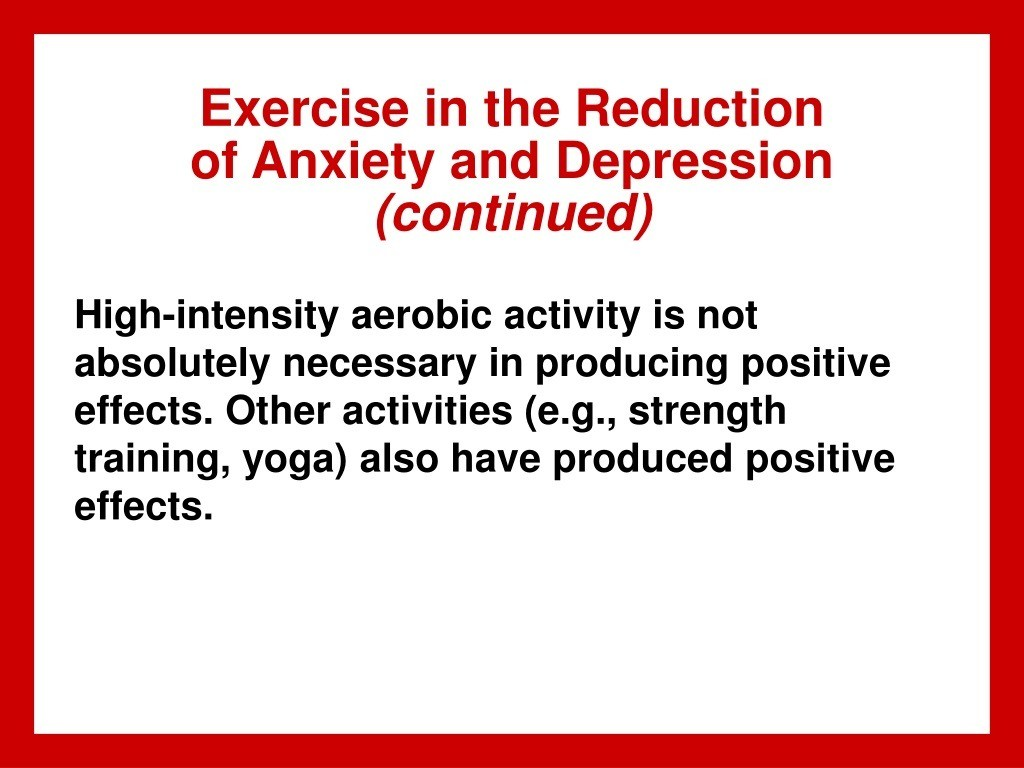 Exercise in the Reduction
of Anxiety and Depression
(continued)
High-intensity aerobic activity is not
absolutely necessary in producing positive
effects. Other activities (e.g., strength
training, yoga) also have produced positive
effects.